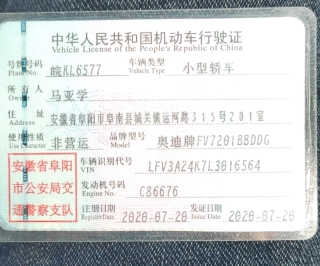 中华人民共和国机动车行驶证
Vehicle License of the People's Republic of China
号牌号码 皖KL6577 车辆类型 小型轿车
Plate No. Vehicle Type
所有人 马亚学
Owner
住址 安徽省阜阳市阜南县城关镇运河路315号201室
Address
使用性质 非营运 品牌型号 奥迪牌FV7201BBDDG
Use Character Model
安徽省阜阳市公安局交通警察支队
车辆识别代号 LFV3A24K7L3016564
VIN
发动机号码 C86676
Engine No.
注册日期 2020-07-20 发证日期 2020-07-20
Register Date Issue Date